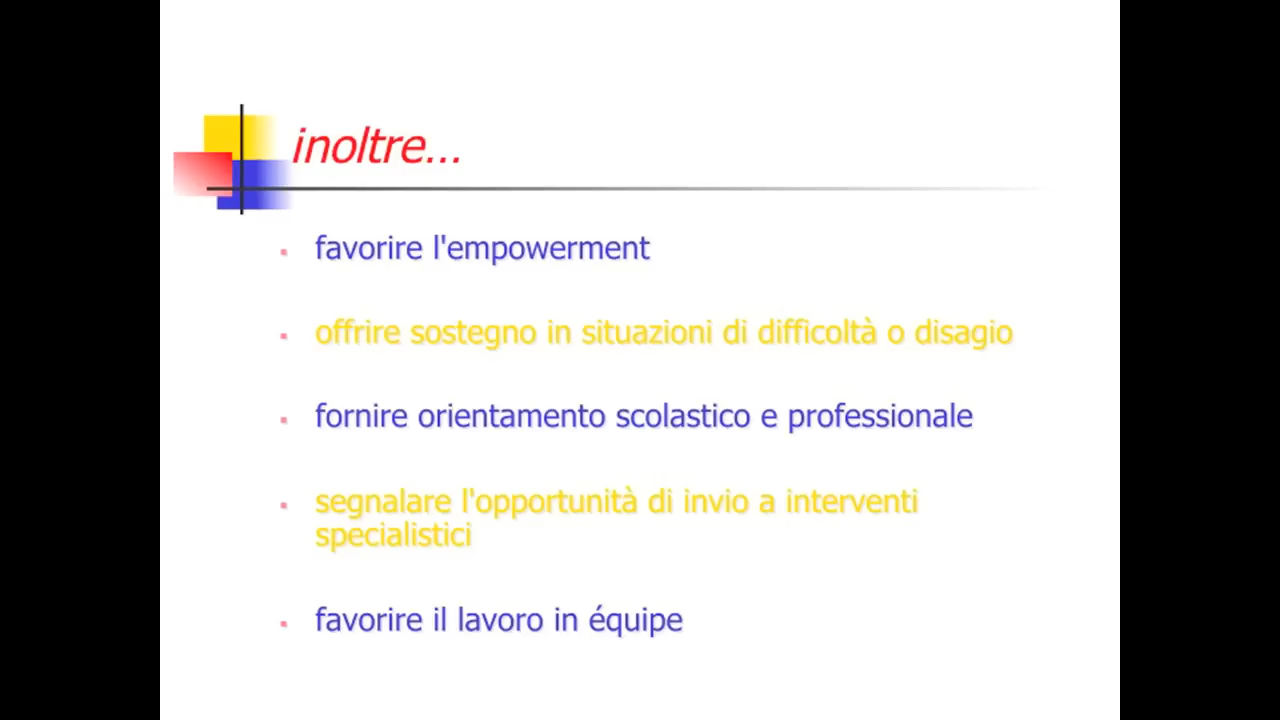 inoltre...
favorire l'empowerment
offrire sostegno in situazioni di difficoltà o disagio
fornire orientamento scolastico e professionale
segnalare l'opportunità di invio a interventi
specialistici
favorire il lavoro in équipe